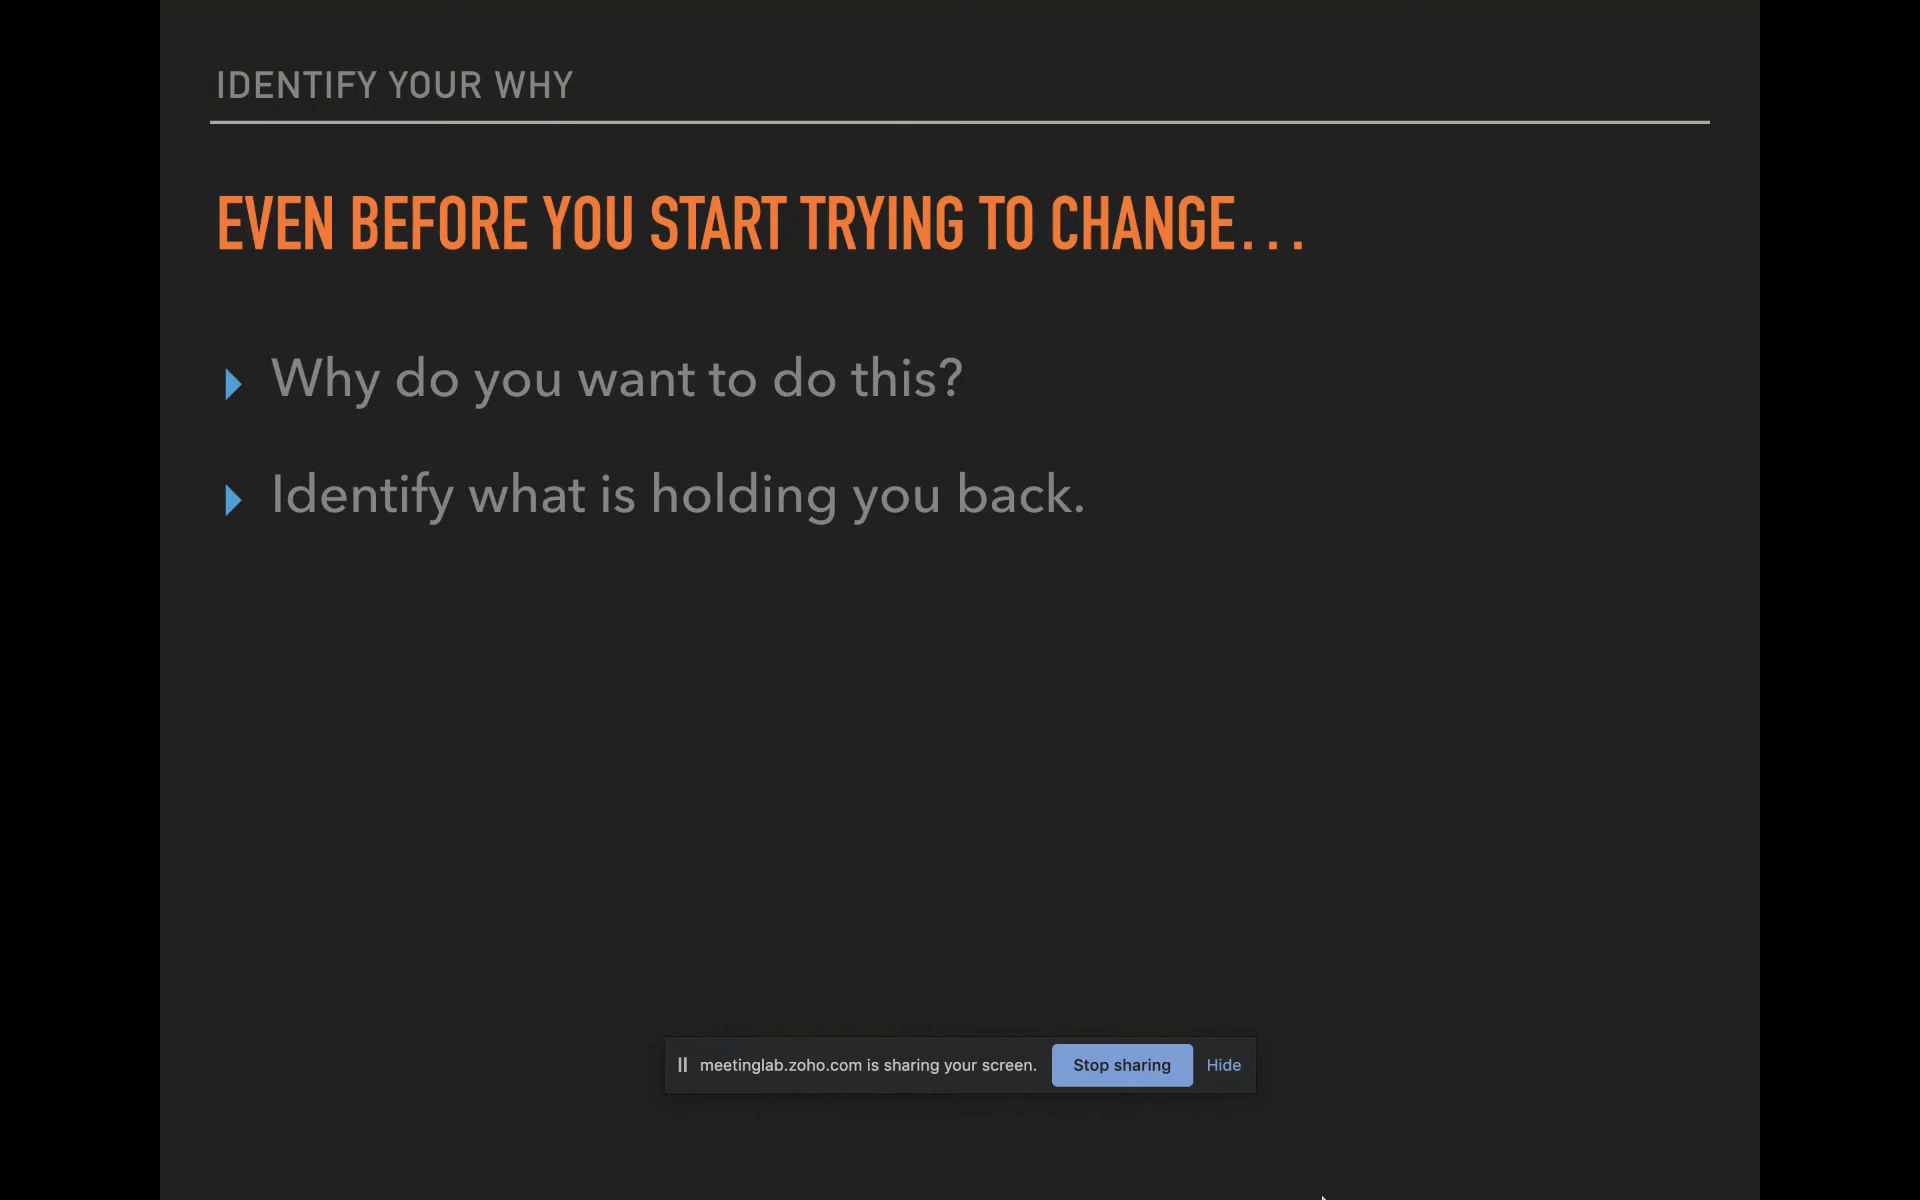 IDENTIFY YOUR WHY
EVEN BEFORE YOU START TRYING TO CHANGE...
Why do you want to do this?
Identify what is holding you back.
meetinglab.zoho.com is sharing your screen. Stop sharing Hide